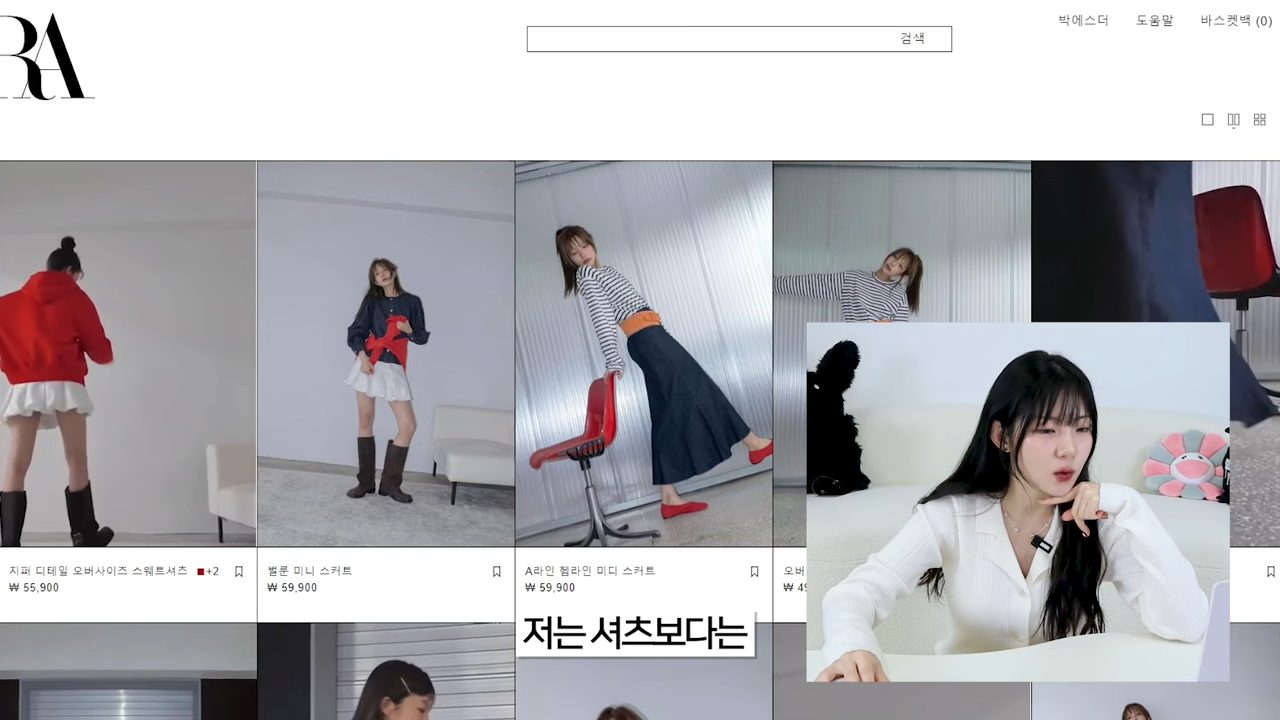 RA
박에스더
도움말
바스켓백 (0)
검색
지퍼 디테일 오버사이즈 스웨트셔츠 +2
₩ 55,900
벌룬 미니 스커트
₩ 59,900
A라인 헴라인 미디 스커트
₩ 59,900
오버
₩ 49
저는 셔츠보다는